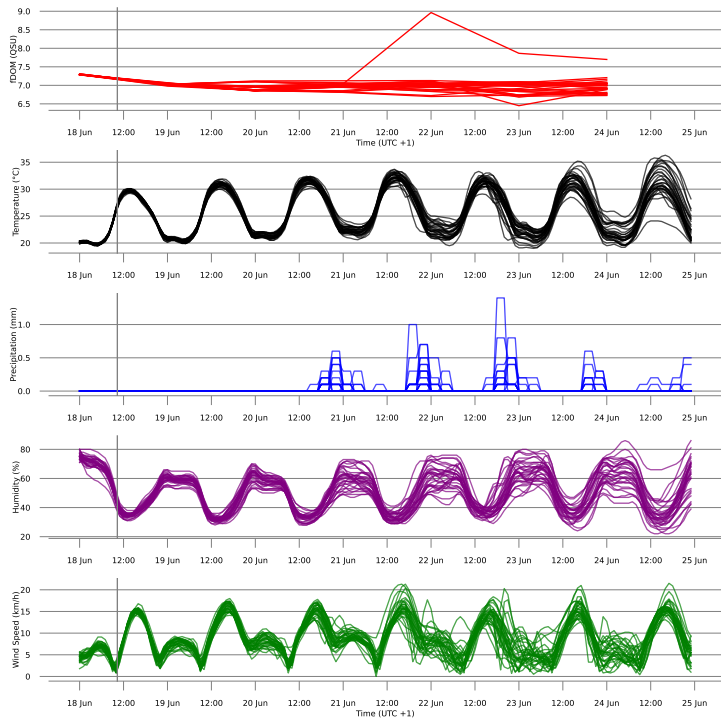 fDOM (QSU)
9.0
8.5
8.0
7.5
7.0
6.5
18 Jun 12:00 19 Jun 12:00 20 Jun 12:00 21 Jun 12:00 22 Jun 12:00 23 Jun 12:00 24 Jun 12:00 25 Jun
Time (UTC +1)
Temperature (°C)
35
30
25
20
18 Jun 12:00 19 Jun 12:00 20 Jun 12:00 21 Jun 12:00 22 Jun 12:00 23 Jun 12:00 24 Jun 12:00 25 Jun
Precipitation (mm)
1.0
0.5
0.0
18 Jun 12:00 19 Jun 12:00 20 Jun 12:00 21 Jun 12:00 22 Jun 12:00 23 Jun 12:00 24 Jun 12:00 25 Jun
Humidity (%)
80
60
40
20
18 Jun 12:00 19 Jun 12:00 20 Jun 12:00 21 Jun 12:00 22 Jun 12:00 23 Jun 12:00 24 Jun 12:00 25 Jun
Wind Speed (km/h)
20
15
10
5
0
18 Jun 12:00 19 Jun 12:00 20 Jun 12:00 21 Jun 12:00 22 Jun 12:00 23 Jun 12:00 24 Jun 12:00 25 Jun
Time (UTC +1)